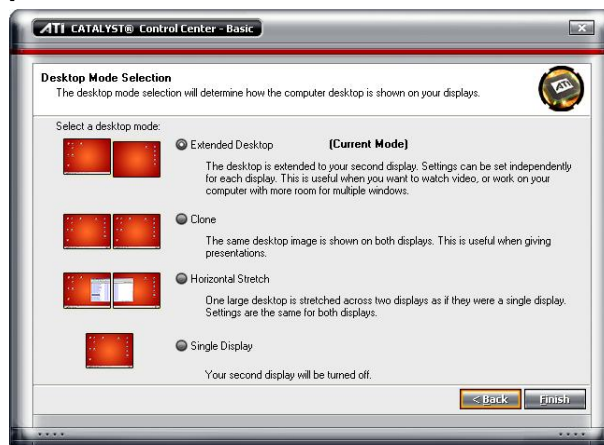 ATI CATALYST® Control Center - Basic
Desktop Mode Selection
The desktop mode selection will determine how the computer desktop is shown on your displays.
ATI
Select a desktop mode:
Extended Desktop (Current Mode)
The desktop is extended to your second display. Settings can be set independently
for each display. This is useful when you want to watch video, or work on your
computer with more room for multiple windows.
Clone
The same desktop image is shown on both displays. This is useful when giving
presentations.
Horizontal Stretch
One large desktop is stretched across two displays as if they were a single display.
Settings are the same for both displays.
Single Display
Your second display will be turned off.
< Back Finish